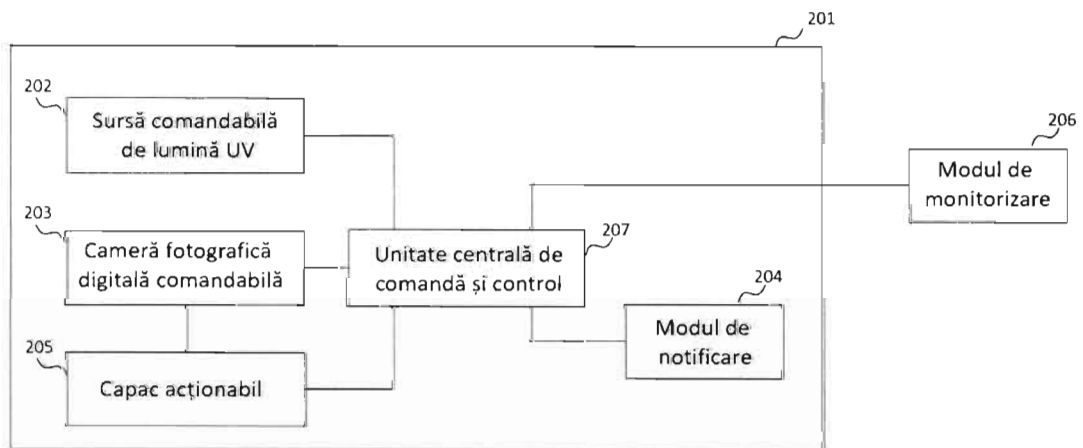 201
202
Sursă comandabilă
de lumină UV
206
Modul de
monitorizare
203
Cameră fotografică
digitală comandabilă
207
Unitate centrală de
comandă și control
204
Modul de
notificare
205
Capac acționabil